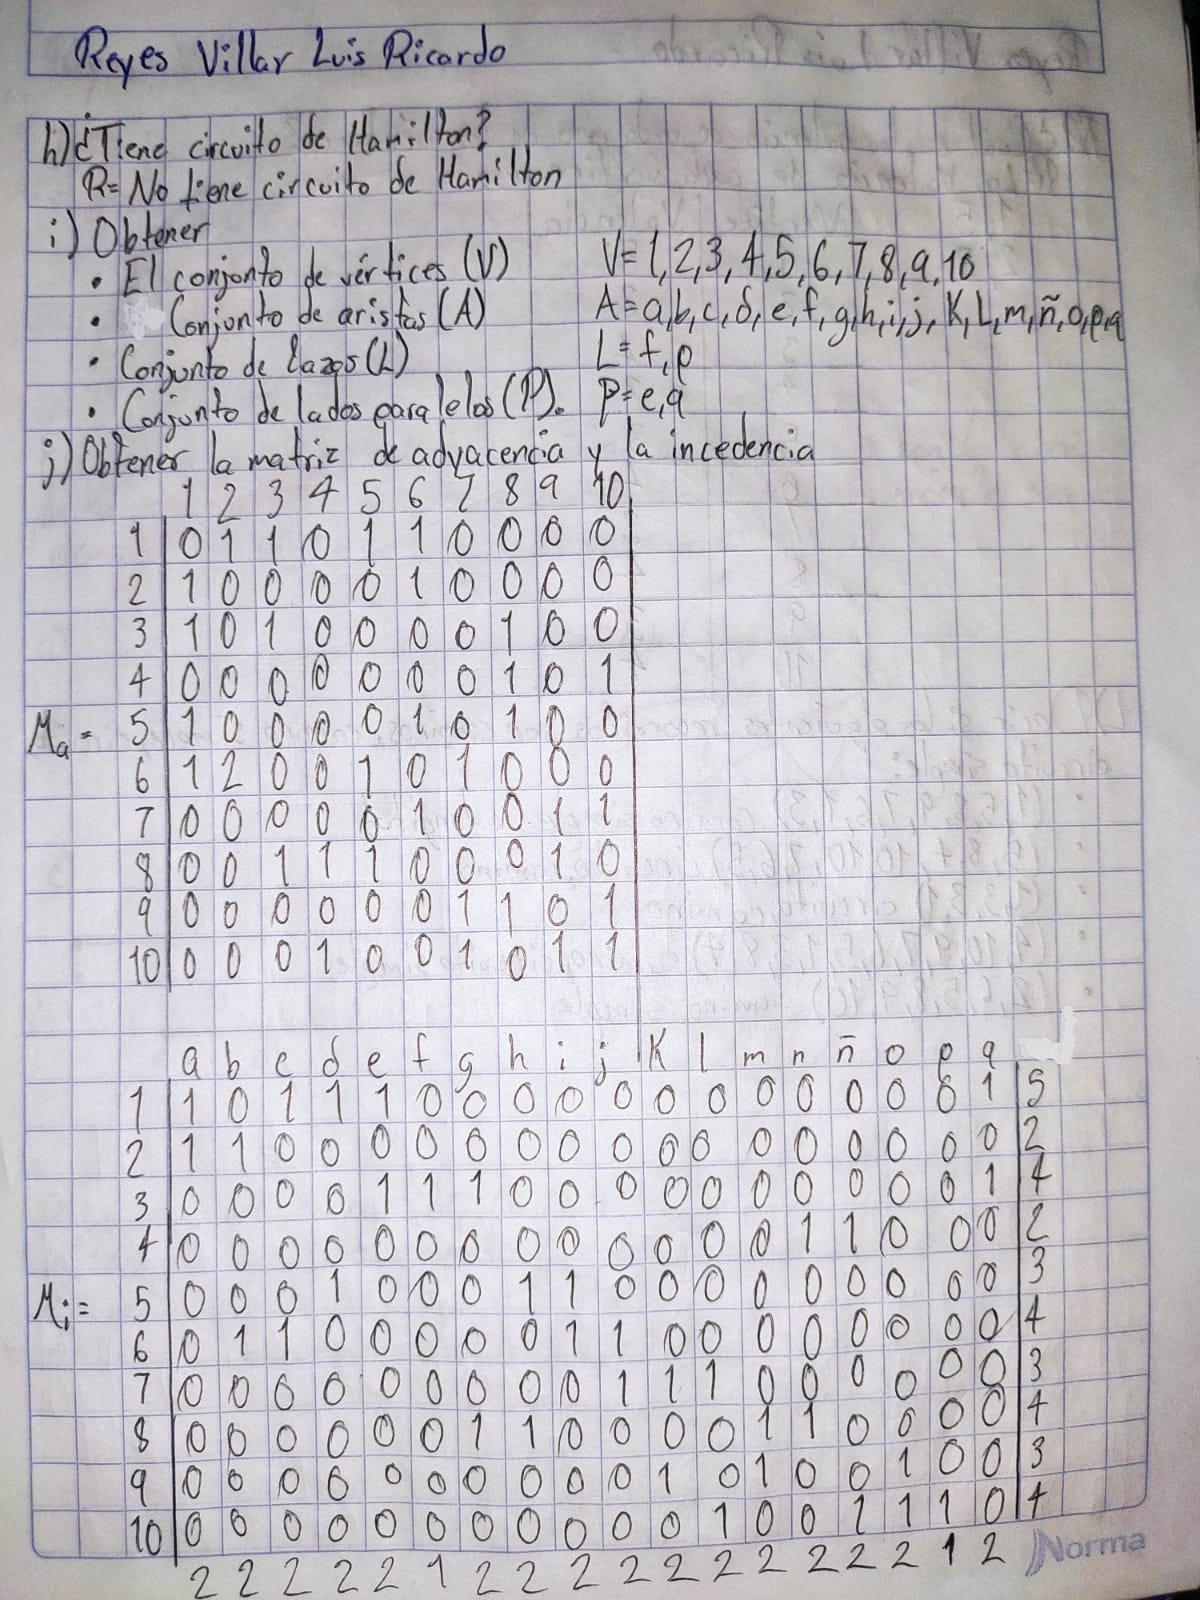 Reyes Villar Luis Ricardo
h) ¿Tiene circuito de Hamilton?
R= No tiene circuito de Hamilton
i) Obtener
• El conjunto de vértices (V) V= 1,2,3,4,5,6,7,8,9,10
• Conjunto de aristas (A) A= a,b,c,d,e,f,g,h,i,j,K,L,m,ñ,o,p,q
• Conjunto de lazos (L) L= f,p
• Conjunto de lados paralelos (P). P= e,q
j) Obtener la matriz de adyacencia y la incedencia
1 2 3 4 5 6 7 8 9 10
1 0 1 1 0 1 1 0 0 0 0
2 1 0 0 0 0 1 0 0 0 0
3 1 0 1 0 0 0 0 1 0 0
4 0 0 0 0 0 0 0 1 0 1
Ma = 5 1 0 0 0 0 1 0 1 0 0
6 1 2 0 0 1 0 1 0 0 0
7 0 0 0 0 0 1 0 0 1 1
8 0 0 1 1 1 0 0 0 1 0
9 0 0 0 0 0 0 1 1 0 1
10 0 0 0 1 0 0 1 0 1 1
a b c d e f g h i j K l m n ñ o p q
1 1 0 1 1 1 0 0 0 0 0 0 0 0 0 0 0 0 1 5
2 1 1 0 0 0 0 0 0 0 0 0 0 0 0 0 0 0 0 2
3 0 0 0 0 1 1 1 0 0 0 0 0 0 0 0 0 0 1 4
4 0 0 0 0 0 0 0 0 0 0 0 0 0 1 1 0 0 0 2
Mi = 5 0 0 0 1 0 0 0 1 1 0 0 0 0 0 0 0 0 0 3
6 0 1 1 0 0 0 0 0 1 1 0 0 0 0 0 0 0 0 4
7 0 0 0 0 0 0 0 0 0 1 1 1 0 0 0 0 0 0 3
8 0 0 0 0 0 0 1 1 0 0 0 0 1 1 0 0 0 0 4
9 0 0 0 0 0 0 0 0 0 0 1 0 1 0 0 1 0 0 3
10 0 0 0 0 0 0 0 0 0 0 0 1 0 0 1 1 1 0 4
2 2 2 2 2 1 2 2 2 2 2 2 2 2 2 2 1 2
Norma